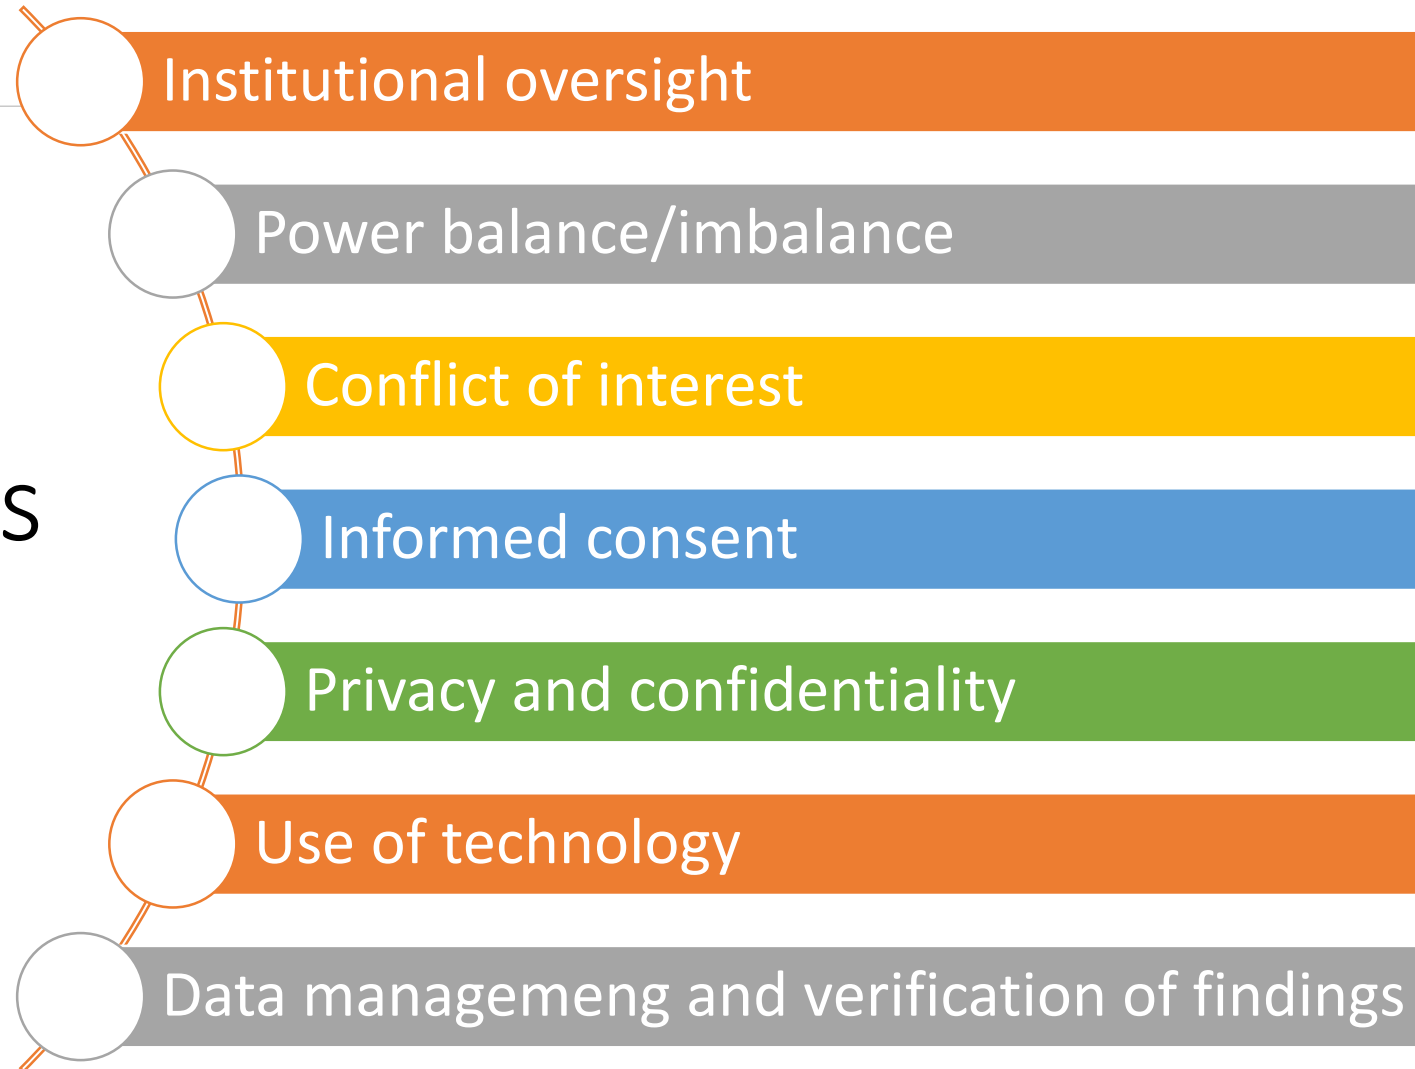 Institutional oversight
Power balance/imbalance
Conflict of interest
s
Informed consent
Privacy and confidentiality
Use of technology
Data managemeng and verification of findings